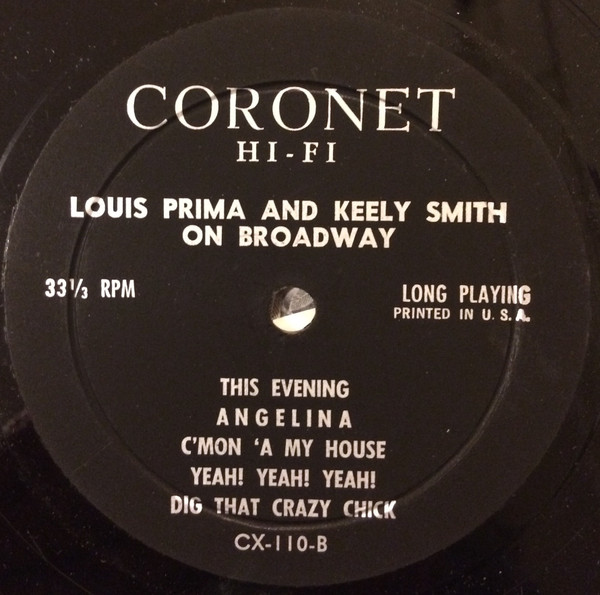 CORONET
HI-FI
LOUIS PRIMA AND KEELY SMITH
ON BROADWAY
33⅓ RPM
LONG PLAYING
PRINTED IN U.S.A.
THIS EVENING
ANGELINA
C'MON 'A MY HOUSE
YEAH! YEAH! YEAH!
DIG THAT CRAZY CHICK
CX-110-B